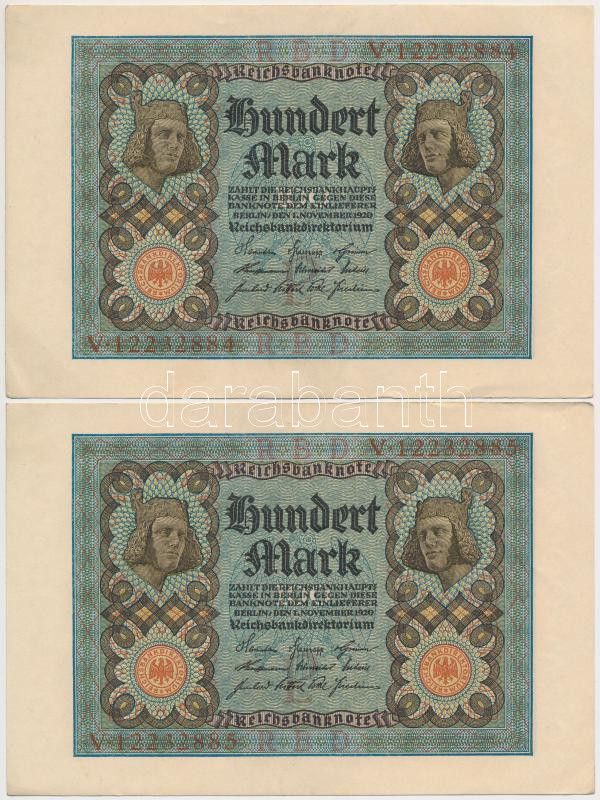 R B D V·12232884
Reichsbanknote
Hundert
Mark
ZAHLT DIE REICHSBANKHAUPT-
KASSE IN BERLIN GEGEN DIESE
BANKNOTE DEM EINLIEFERER
BERLIN, DEN 1. NOVEMBER 1920
Reichsbankdirektorium
Reichsbanknote
V·12232884 R B D
darabanth
R B D V·12232885
Reichsbanknote
Hundert
Mark
ZAHLT DIE REICHSBANKHAUPT-
KASSE IN BERLIN GEGEN DIESE
BANKNOTE DEM EINLIEFERER
BERLIN, DEN 1. NOVEMBER 1920
Reichsbankdirektorium
Reichsbanknote
V·12232885 R B D